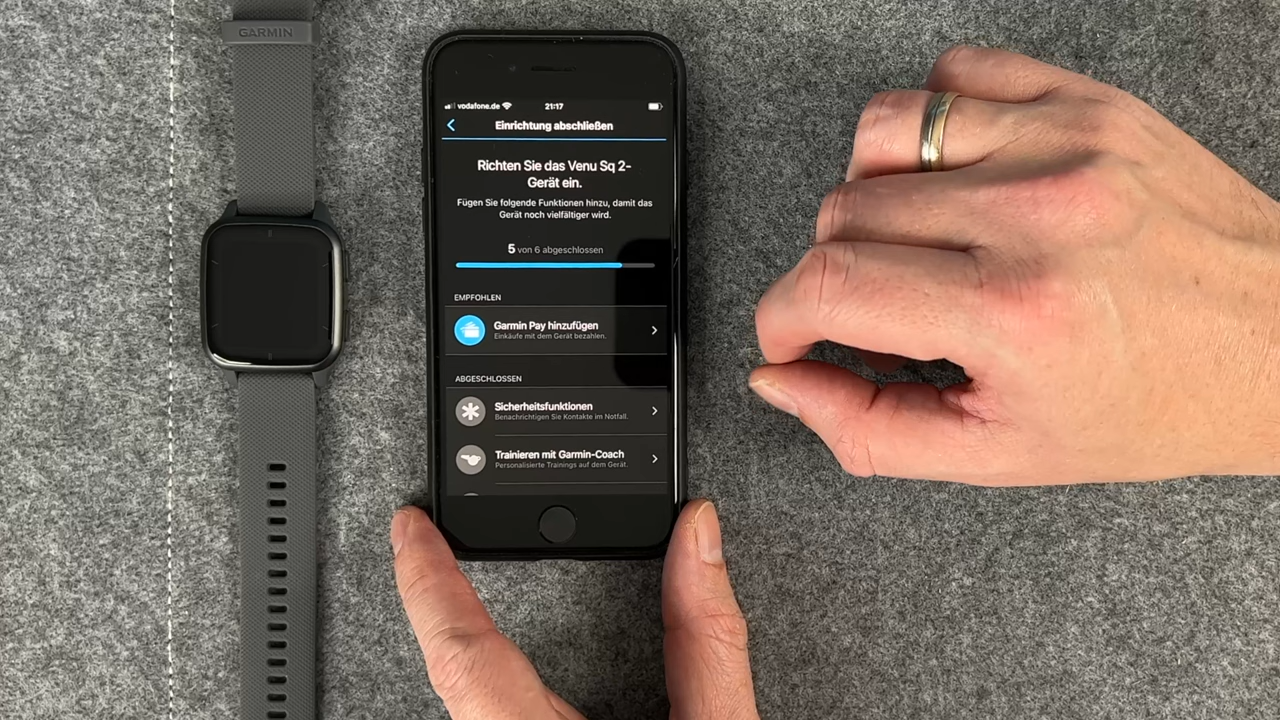 GARMIN
vodafone.de
21:17
Einrichtung abschließen
Richten Sie das Venu Sq 2-
Gerät ein.
Fügen Sie folgende Funktionen hinzu, damit das
Gerät noch vielfältiger wird.
5 von 6 abgeschlossen
EMPFOHLEN
Garmin Pay hinzufügen
Einkäufe mit dem Gerät bezahlen.
ABGESCHLOSSEN
Sicherheitsfunktionen
Benachrichtigen Sie Kontakte im Notfall.
Trainieren mit Garmin-Coach
Personalisierte Trainings auf dem Gerät.